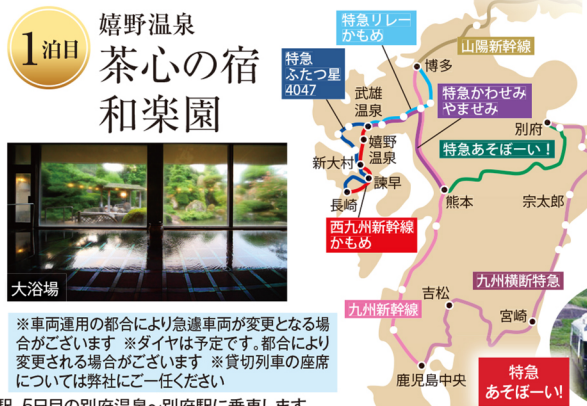 1泊目
嬉野温泉
茶心の宿
和楽園
大浴場
※車両運用の都合により急遽車両が変更となる場
合がございます ※ダイヤは予定です。都合により
変更される場合がございます ※貸切列車の座席
については弊社にご一任ください
特急リレー
かもめ
山陽新幹線
特急
ふたつ星
4047
博多
武雄
温泉
特急かわせみ
やませみ
別府
嬉野
温泉
特急あそぼーい!
新大村
諫早
長崎
熊本
宗太郎
西九州新幹線
かもめ
九州横断特急
吉松
九州新幹線
宮崎
鹿児島中央
特急
あそぼーい!